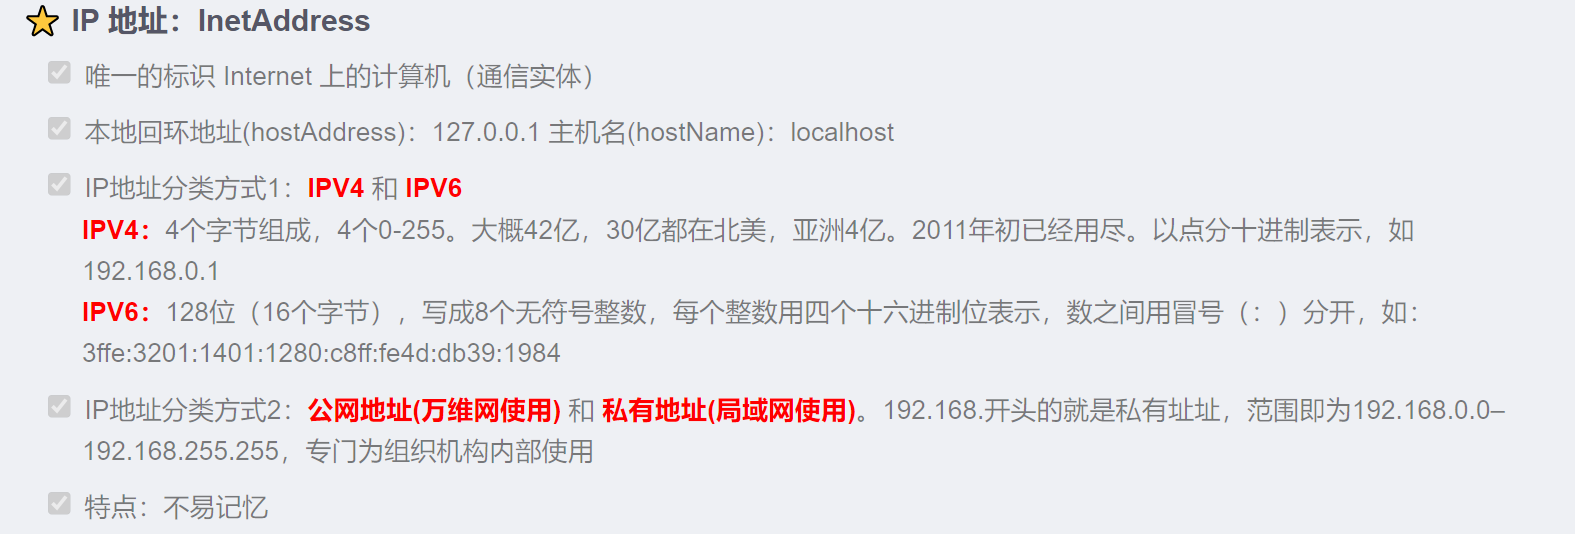 IP 地址：InetAddress
唯一的标识 Internet 上的计算机（通信实体）
本地回环地址(hostAddress)：127.0.0.1 主机名(hostName)：localhost
IP地址分类方式1：IPV4 和 IPV6
IPV4：4个字节组成，4个0-255。大概42亿，30亿都在北美，亚洲4亿。2011年初已经用尽。以点分十进制表示，如
192.168.0.1
IPV6：128位（16个字节），写成8个无符号整数，每个整数用四个十六进制位表示，数之间用冒号（：）分开，如：
3ffe:3201:1401:1280:c8ff:fe4d:db39:1984
IP地址分类方式2：公网地址(万维网使用) 和 私有地址(局域网使用)。192.168.开头的就是私有址址，范围即为192.168.0.0–
192.168.255.255，专门为组织机构内部使用
特点：不易记忆